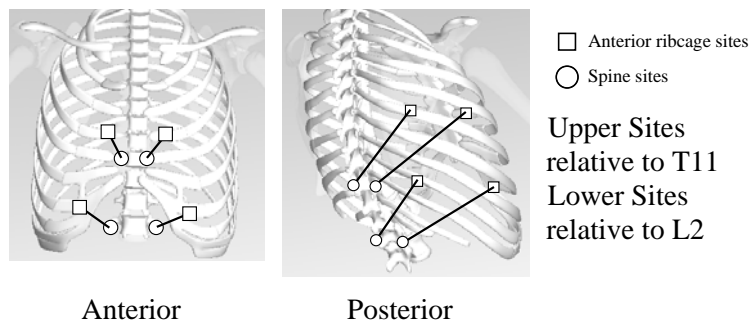 Anterior ribcage sites
Spine sites
Upper Sites
relative to T11
Lower Sites
relative to L2
Anterior
Posterior